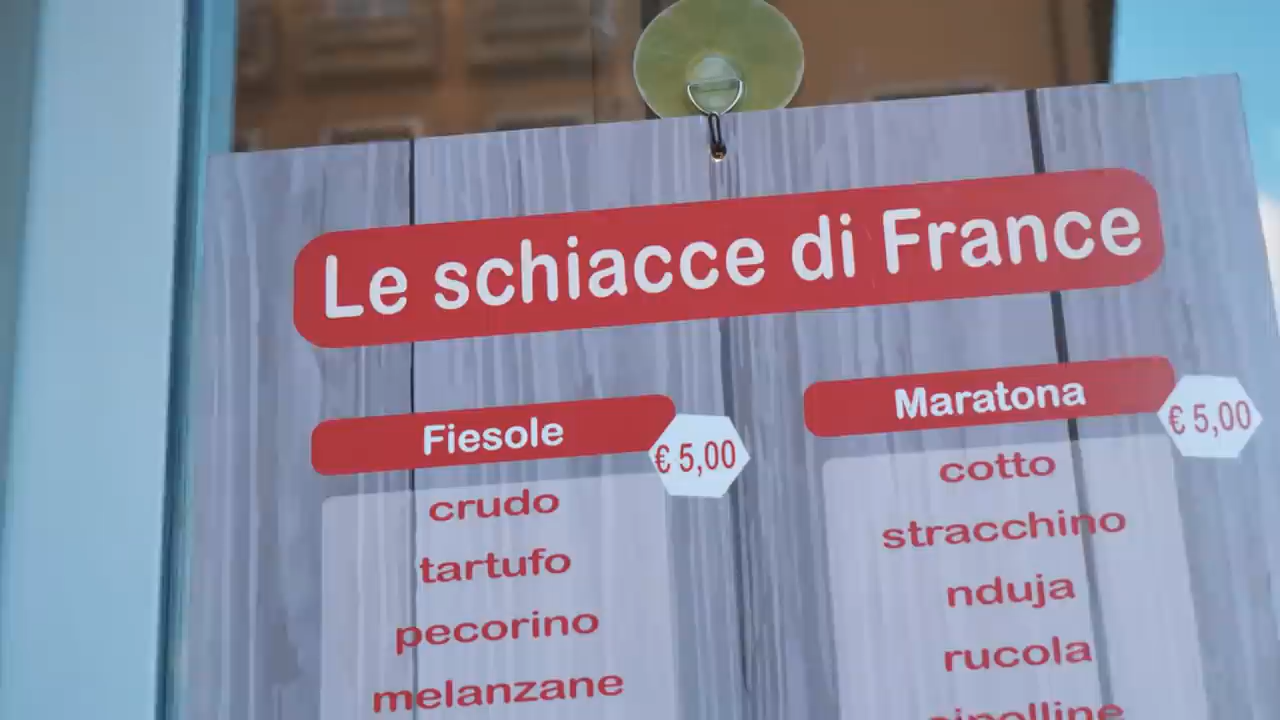 Le schiacce di France
Fiesole
€ 5,00
crudo
tartufo
pecorino
melanzane
Maratona
€ 5,00
cotto
stracchino
nduja
rucola